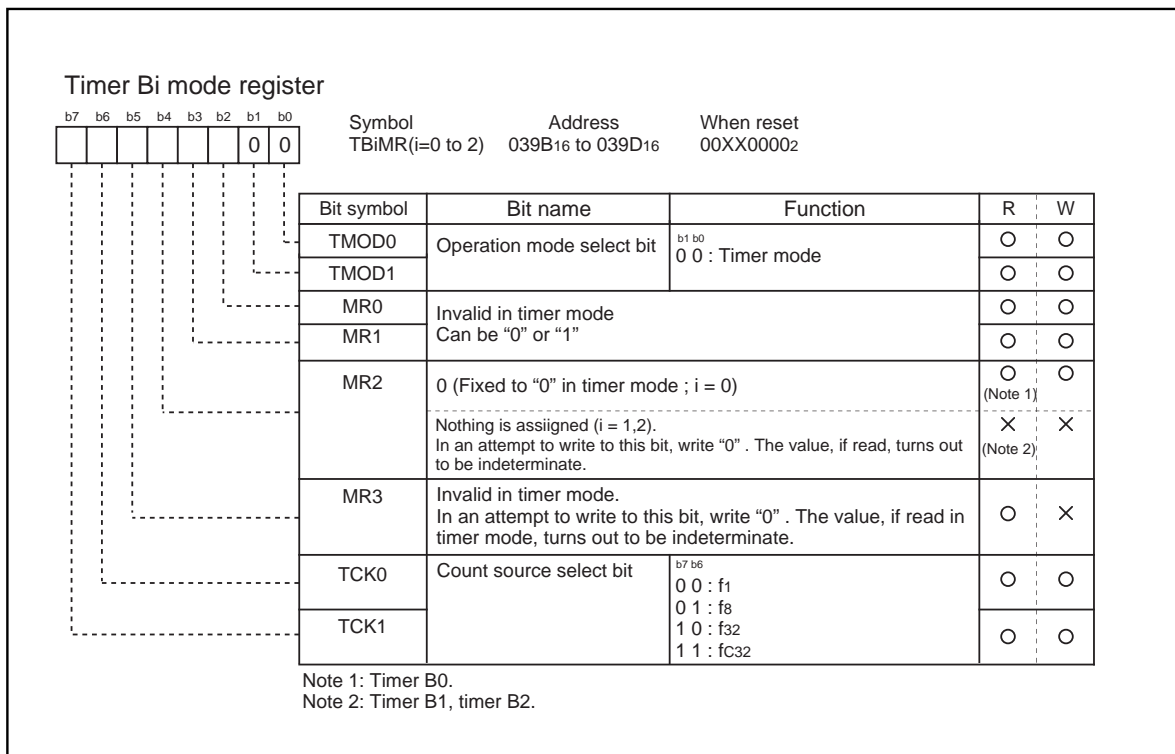 Timer Bi mode register
b7 b6 b5 b4 b3 b2 b1 b0
0 0
Symbol Address When reset
TBiMR(i=0 to 2) 039B16 to 039D16 00XX00002
Bit symbol Bit name Function R W
TMOD0 Operation mode select bit b1 b0
0 0 : Timer mode
TMOD1
MR0 Invalid in timer mode
MR1 Can be “0” or “1”
MR2 0 (Fixed to “0” in timer mode ; i = 0)
(Note 1)
Nothing is assiigned (i = 1,2).
In an attempt to write to this bit, write “0” . The value, if read, turns out
to be indeterminate.
(Note 2)
MR3 Invalid in timer mode.
In an attempt to write to this bit, write “0” . The value, if read in
timer mode, turns out to be indeterminate.
TCK0 Count source select bit b7 b6
0 0 : f1
0 1 : f8
TCK1 1 0 : f32
1 1 : fC32
Note 1: Timer B0.
Note 2: Timer B1, timer B2.